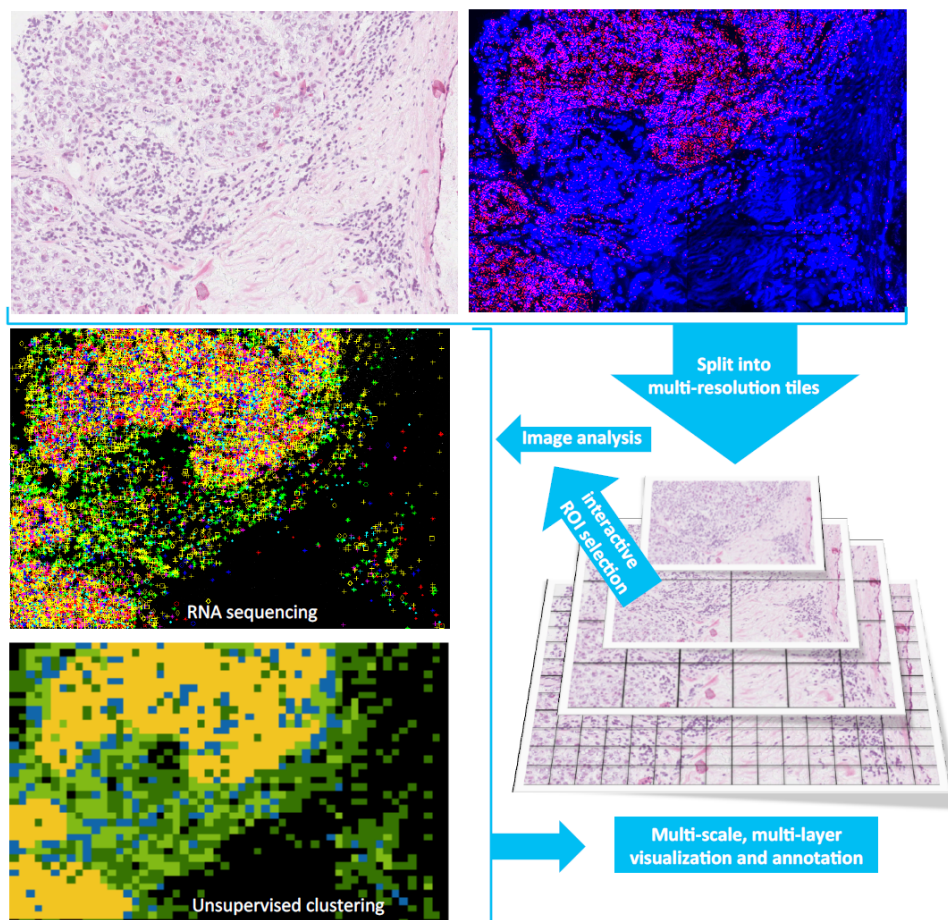 Split into
multi-resolution tiles
Image analysis
interactive
ROI selection
RNA sequencing
Unsupervised clustering
Multi-scale, multi-layer
visualization and annotation